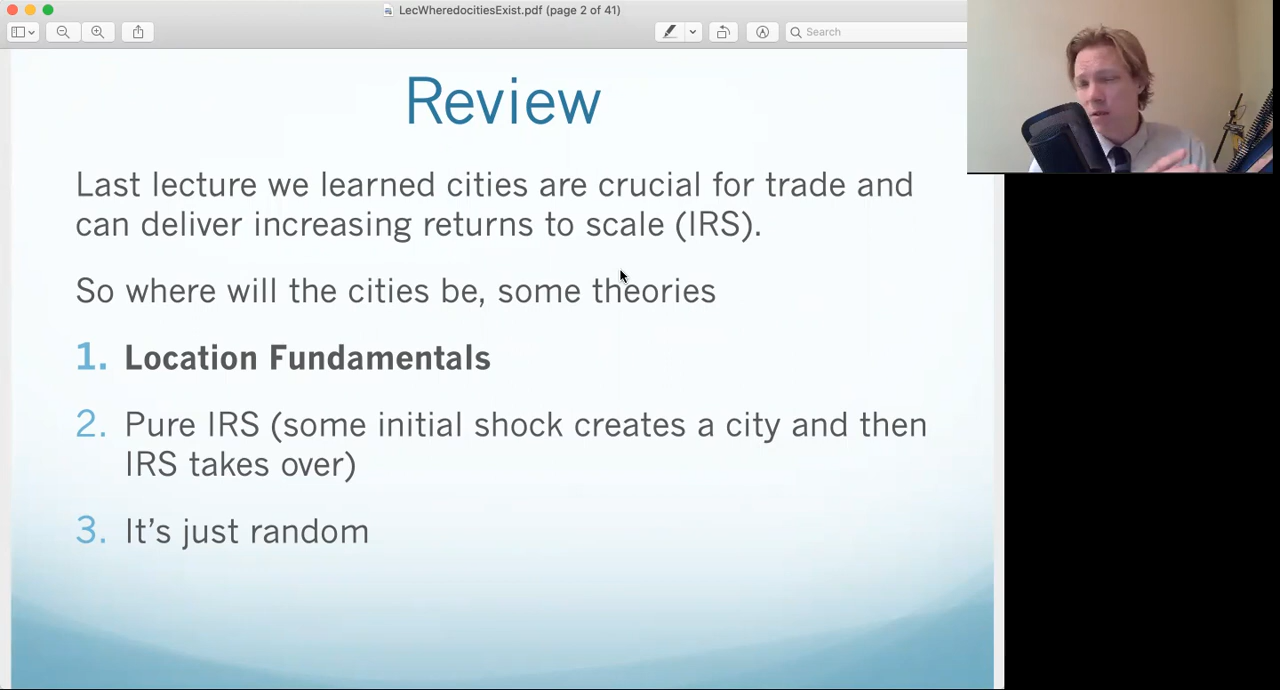 LecWheredocitiesExist.pdf (page 2 of 41)
Search
Review
Last lecture we learned cities are crucial for trade and
can deliver increasing returns to scale (IRS).
So where will the cities be, some theories
1. Location Fundamentals
2. Pure IRS (some initial shock creates a city and then
IRS takes over)
3. It's just random